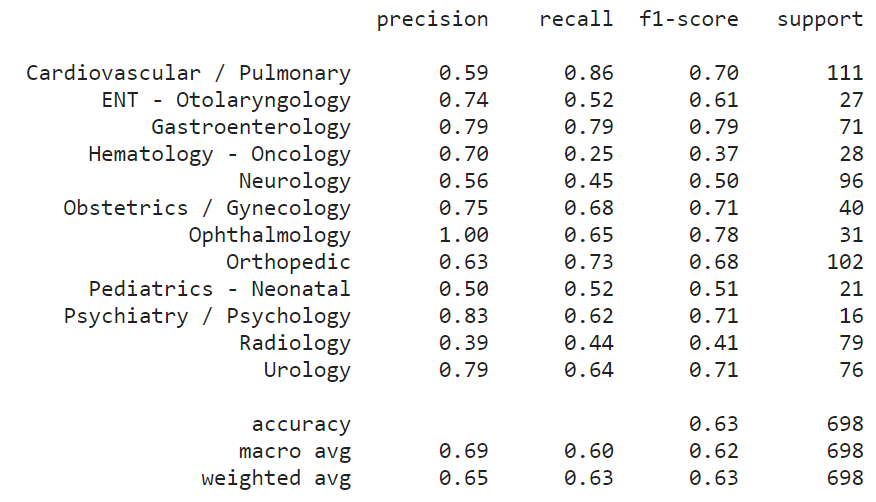 precision recall f1-score support
Cardiovascular / Pulmonary 0.59 0.86 0.70 111
ENT - Otolaryngology 0.74 0.52 0.61 27
Gastroenterology 0.79 0.79 0.79 71
Hematology - Oncology 0.70 0.25 0.37 28
Neurology 0.56 0.45 0.50 96
Obstetrics / Gynecology 0.75 0.68 0.71 40
Ophthalmology 1.00 0.65 0.78 31
Orthopedic 0.63 0.73 0.68 102
Pediatrics - Neonatal 0.50 0.52 0.51 21
Psychiatry / Psychology 0.83 0.62 0.71 16
Radiology 0.39 0.44 0.41 79
Urology 0.79 0.64 0.71 76
accuracy 0.63 698
macro avg 0.69 0.60 0.62 698
weighted avg 0.65 0.63 0.63 698